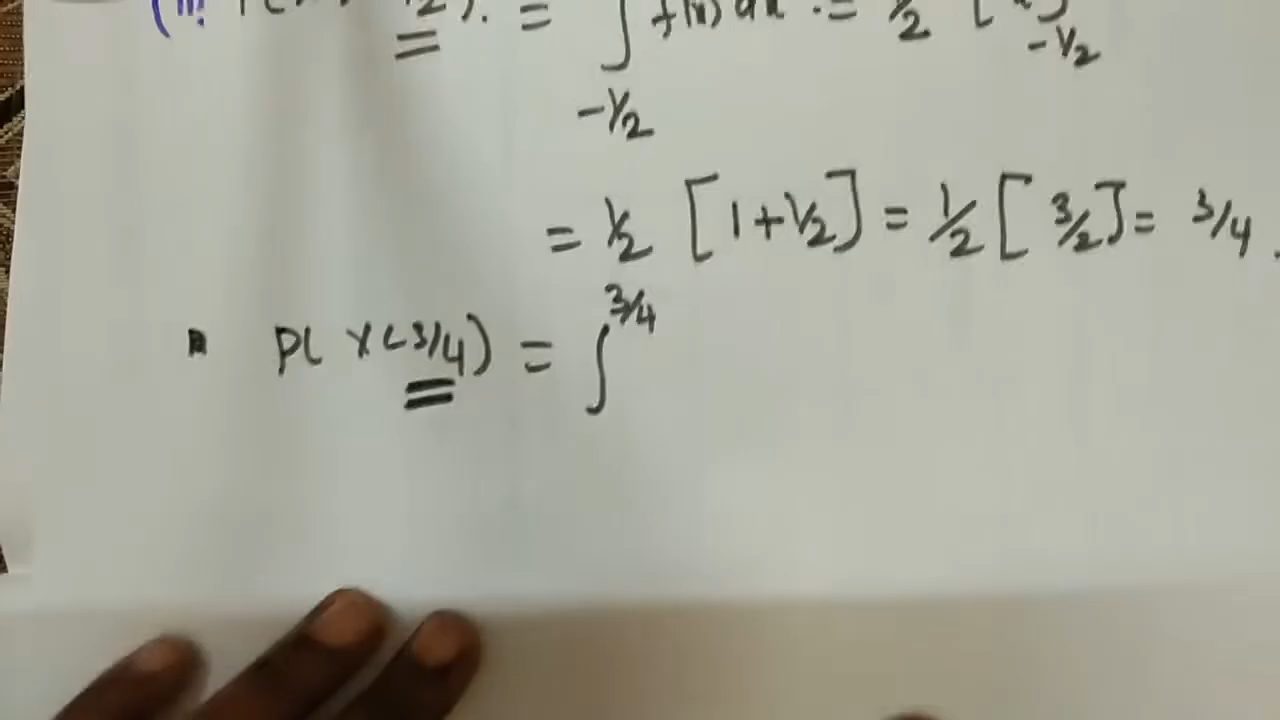 = ∫ f(x) dx = 1/2 [x]
-1/2
-1/2
= 1/2 [1 + 1/2] = 1/2 [3/2] = 3/4.
P( X < 3/4) = ∫ 3/4